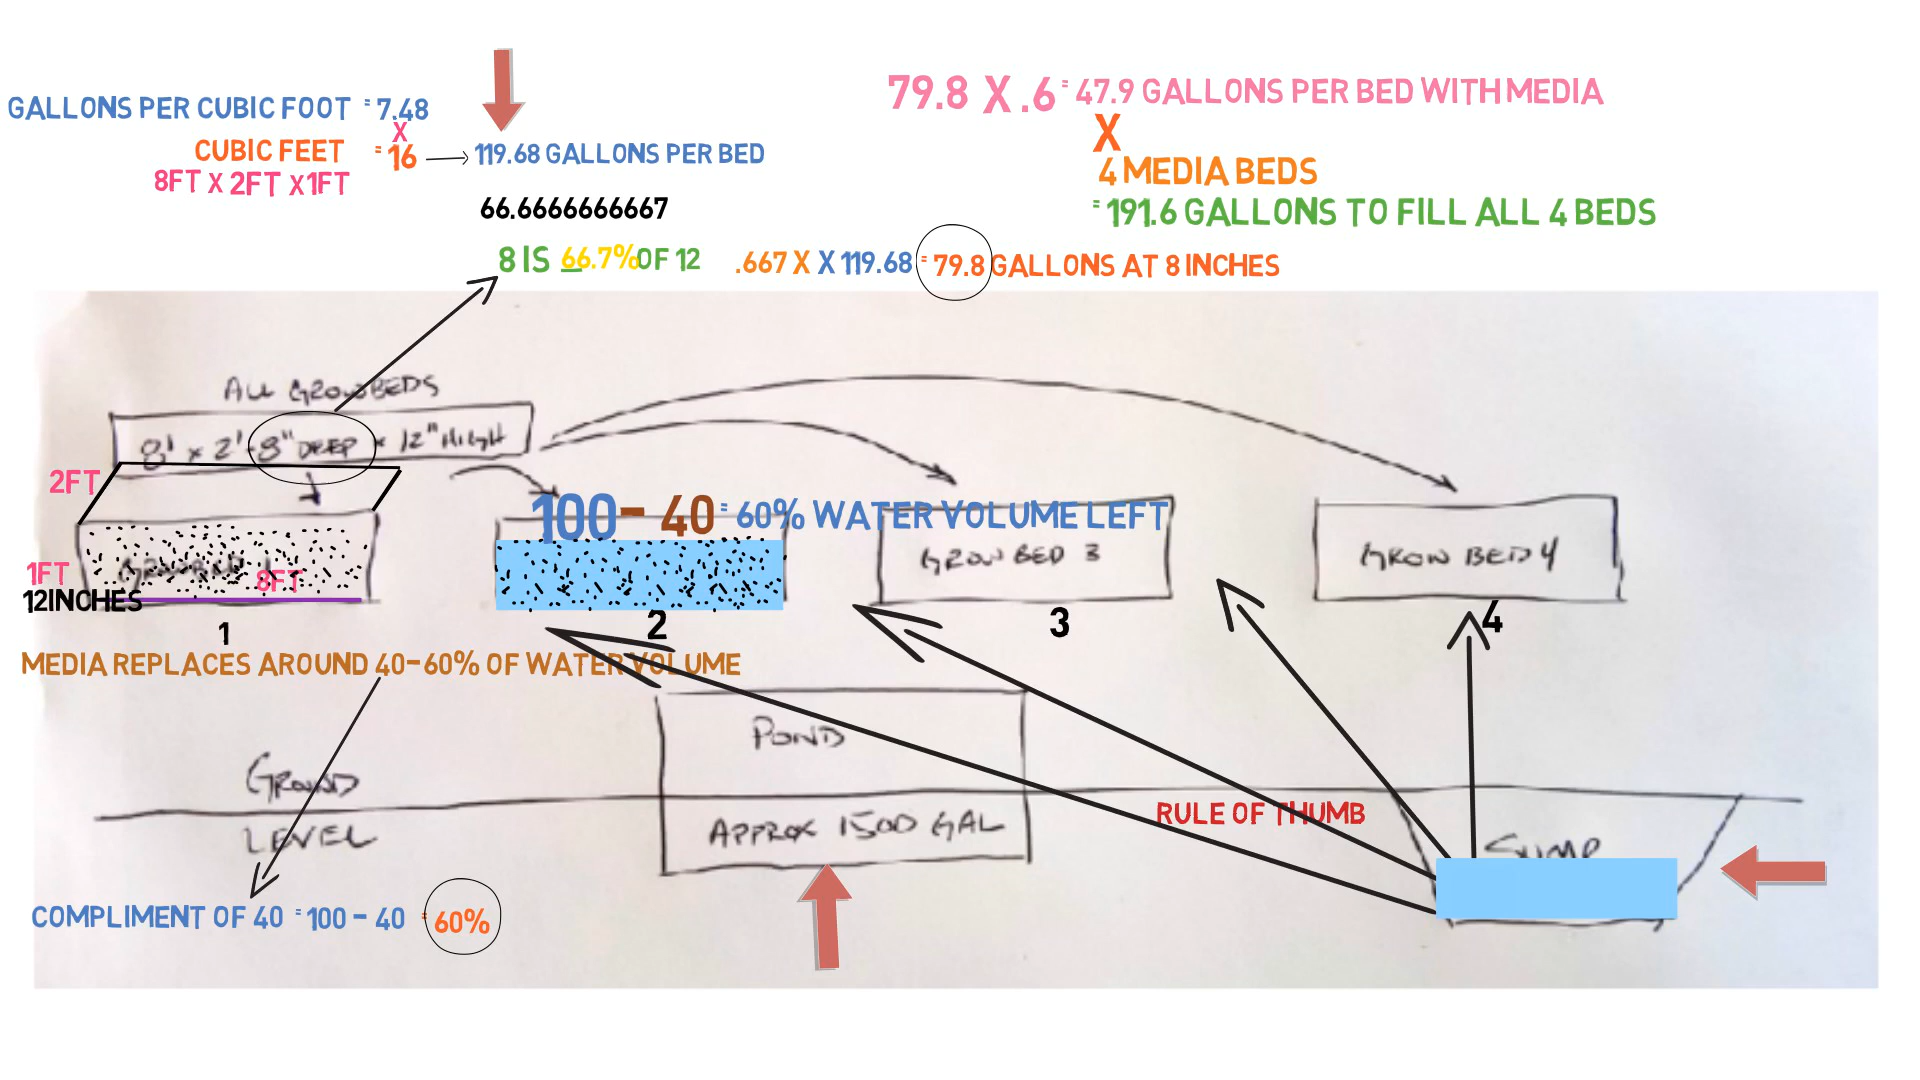 GALLONS PER CUBIC FOOT = 7.48
X
CUBIC FEET = 16
8FT X 2FT X 1FT
119.68 GALLONS PER BED
66.6666666667
8 IS 66.7% OF 12
.667 X X 119.68 = 79.8 GALLONS AT 8 INCHES
79.8 X .6 = 47.9 GALLONS PER BED WITH MEDIA
X
4 MEDIA BEDS
= 191.6 GALLONS TO FILL ALL 4 BEDS
ALL GROWBEDS
8' x 2' 8" DEEP x 12" HIGH
2FT
100 - 40 = 60% WATER VOLUME LEFT
GROW BED 3
GROW BED 4
1FT
8FT
12INCHES
1
2
3
4
MEDIA REPLACES AROUND 40-60% OF WATER VOLUME
POND
GROUND
LEVEL
APPROX 1500 GAL
RULE OF THUMB
SUMP
COMPLIMENT OF 40 = 100 - 40 = 60%